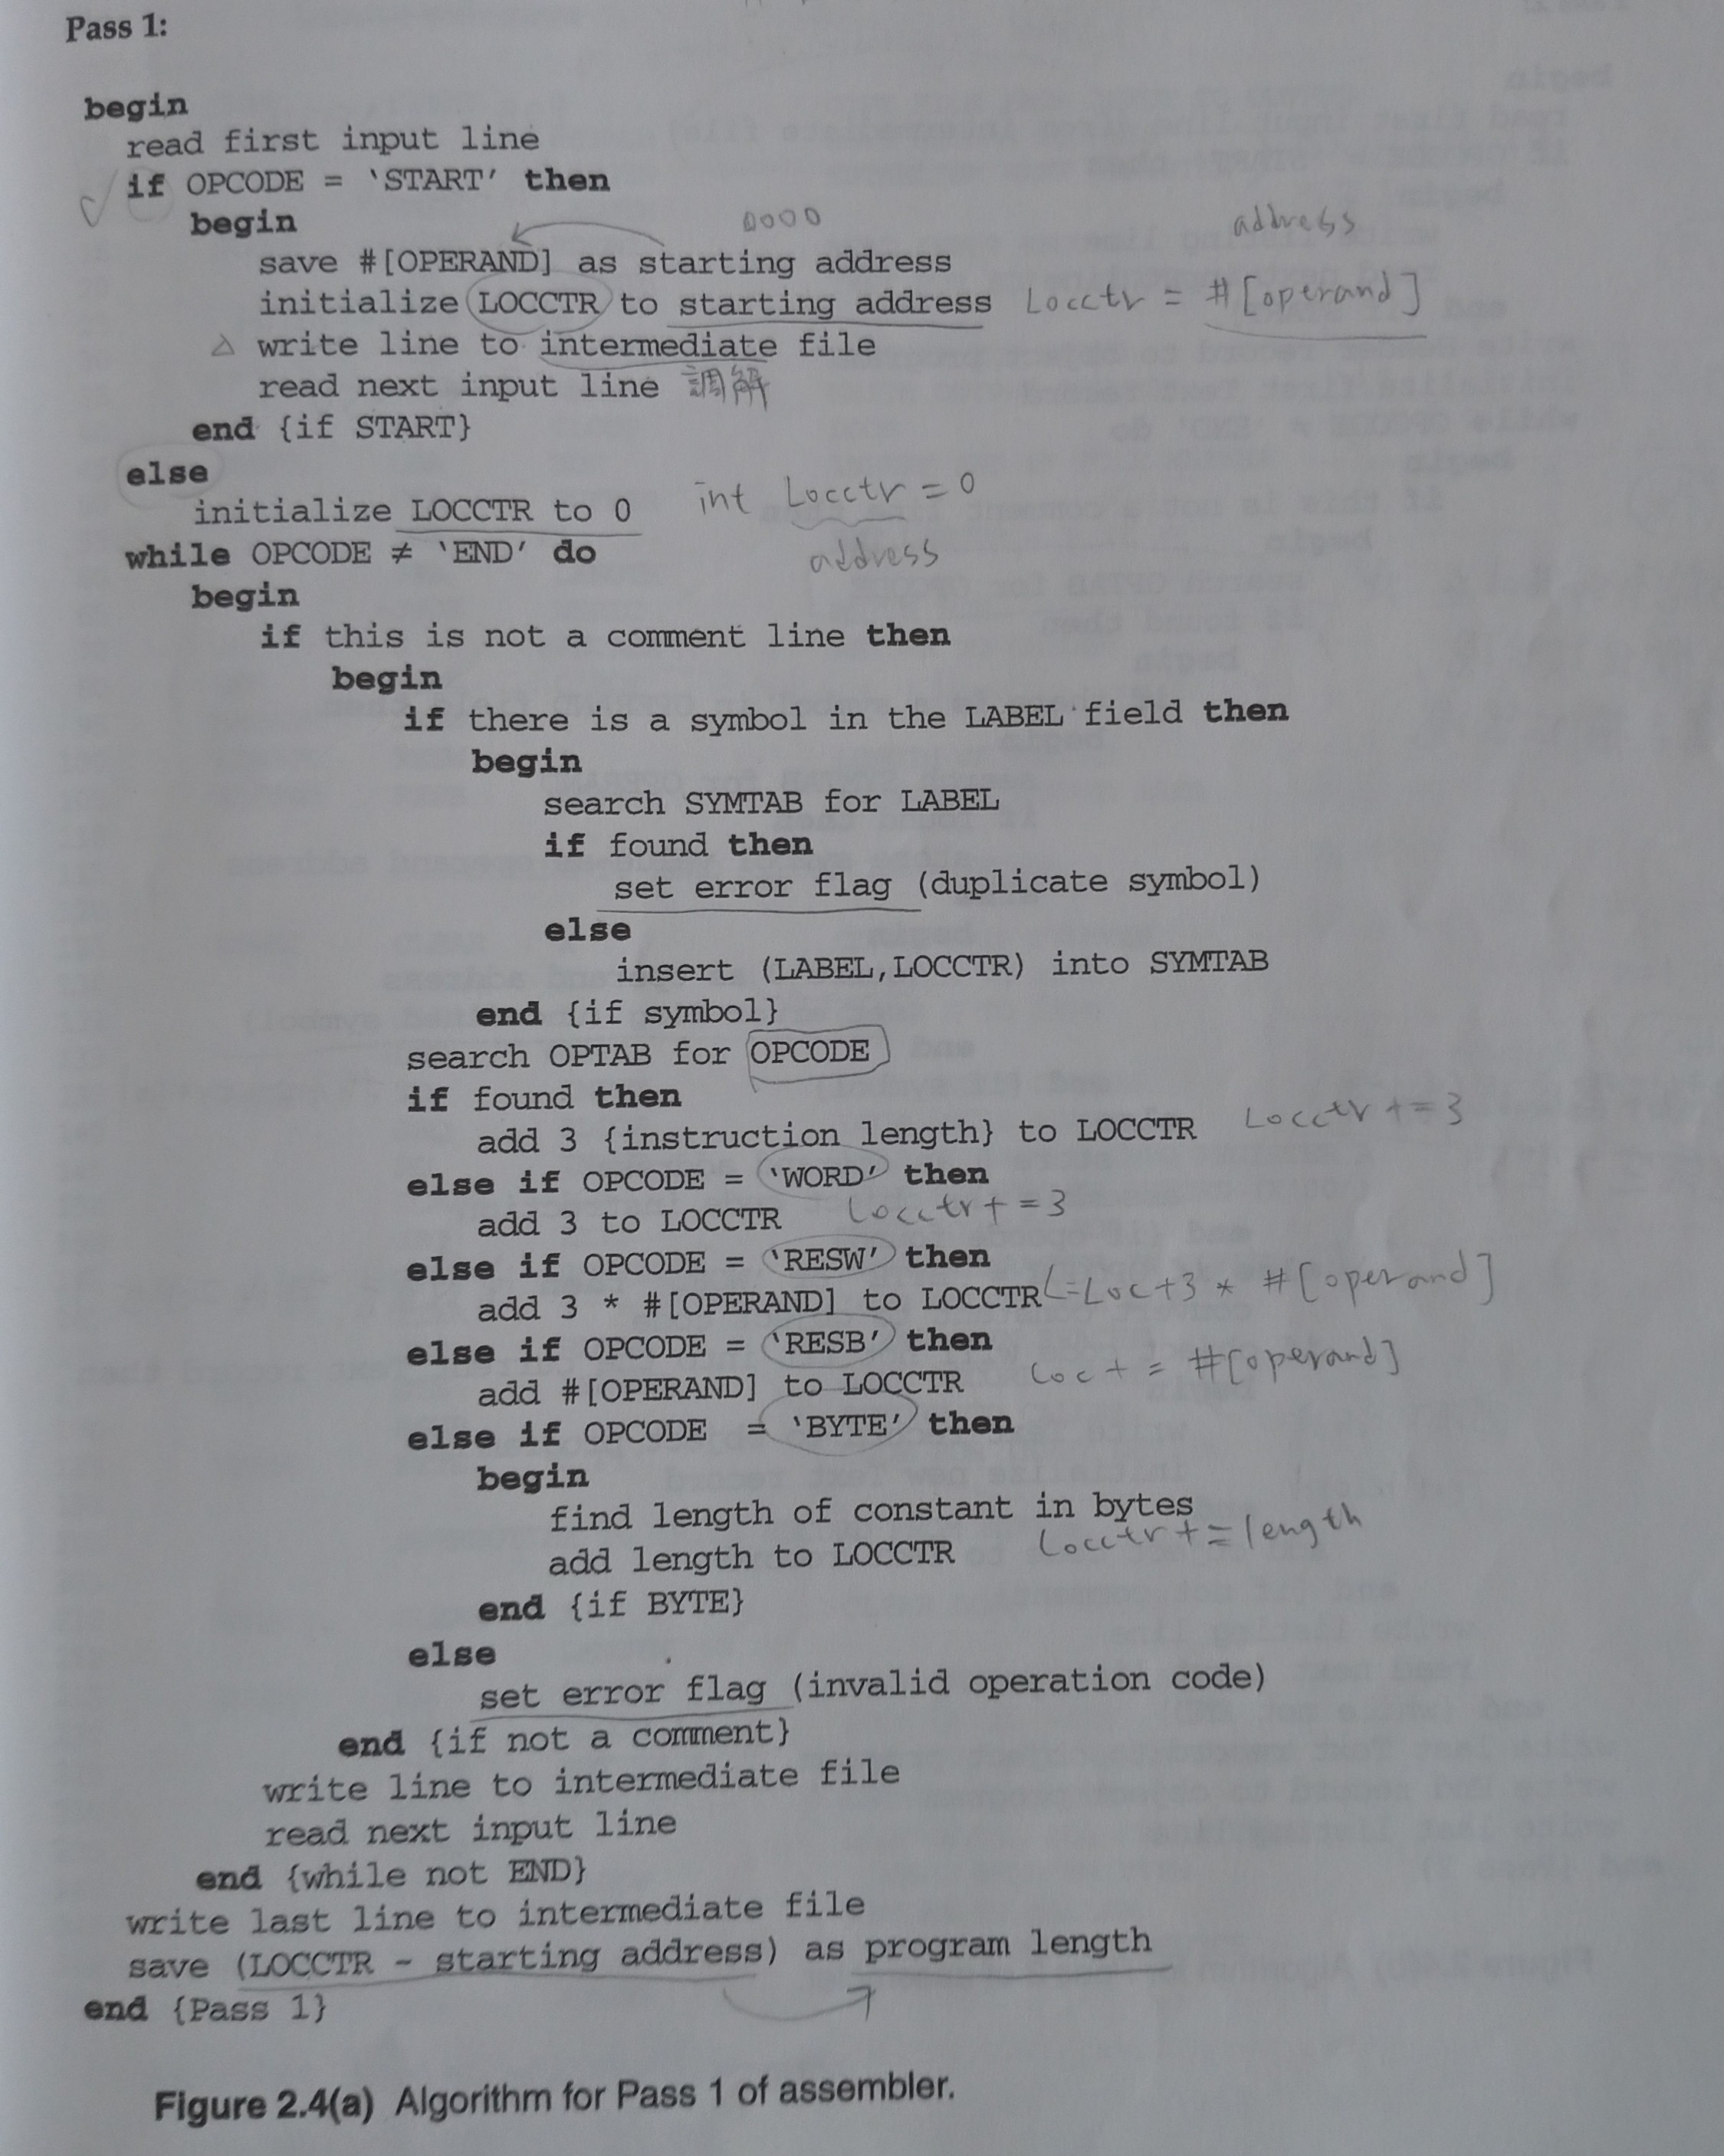 Pass 1:
begin
read first input line
if OPCODE = ‘START’ then
begin
0000
address
save #[OPERAND] as starting address
initialize LOCCTR to starting address Locctr = #[operand]
△ write line to intermediate file
read next input line 調解
end {if START}
else
initialize LOCCTR to 0 int Locctr = 0
while OPCODE ≠ ‘END’ do address
begin
if this is not a comment line then
begin
if there is a symbol in the LABEL field then
begin
search SYMTAB for LABEL
if found then
set error flag (duplicate symbol)
else
insert (LABEL,LOCCTR) into SYMTAB
end {if symbol}
search OPTAB for OPCODE
if found then
add 3 {instruction length} to LOCCTR Locctr += 3
else if OPCODE = ‘WORD’ then
add 3 to LOCCTR Locctr += 3
else if OPCODE = ‘RESW’ then
add 3 * #[OPERAND] to LOCCTR L=Loc+3 * #[operand]
else if OPCODE = ‘RESB’ then
add #[OPERAND] to LOCCTR Loc += #[operand]
else if OPCODE = ‘BYTE’ then
begin
find length of constant in bytes
add length to LOCCTR Locctr += length
end {if BYTE}
else
set error flag (invalid operation code)
end {if not a comment}
write line to intermediate file
read next input line
end {while not END}
write last line to intermediate file
save (LOCCTR - starting address) as program length
end {Pass 1}
Figure 2.4(a) Algorithm for Pass 1 of assembler.